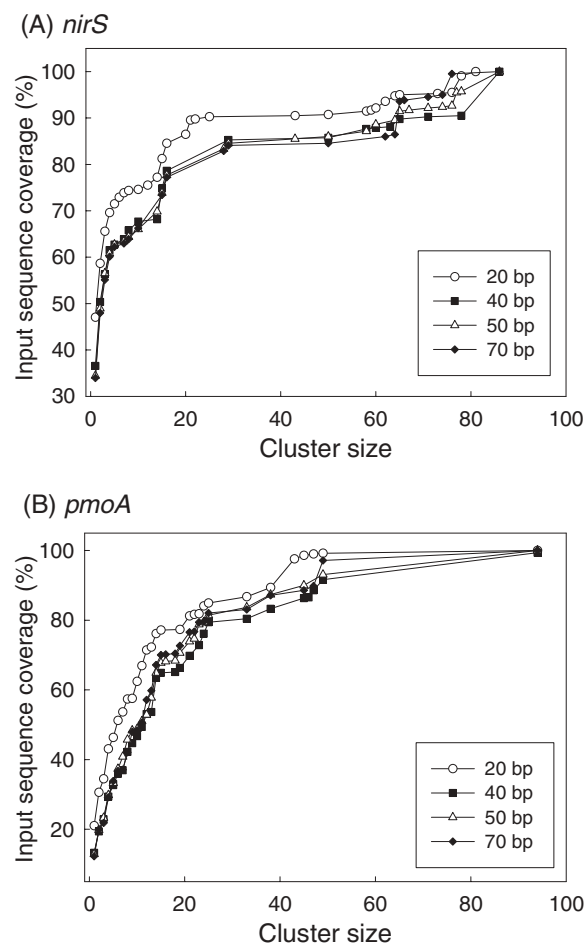 (A) nirS
Input sequence coverage (%)
100
90
80
70
60
50
40
30
20 bp
40 bp
50 bp
70 bp
0 20 40 60 80 100
Cluster size
(B) pmoA
Input sequence coverage (%)
100
80
60
40
20
20 bp
40 bp
50 bp
70 bp
0 20 40 60 80 100
Cluster size